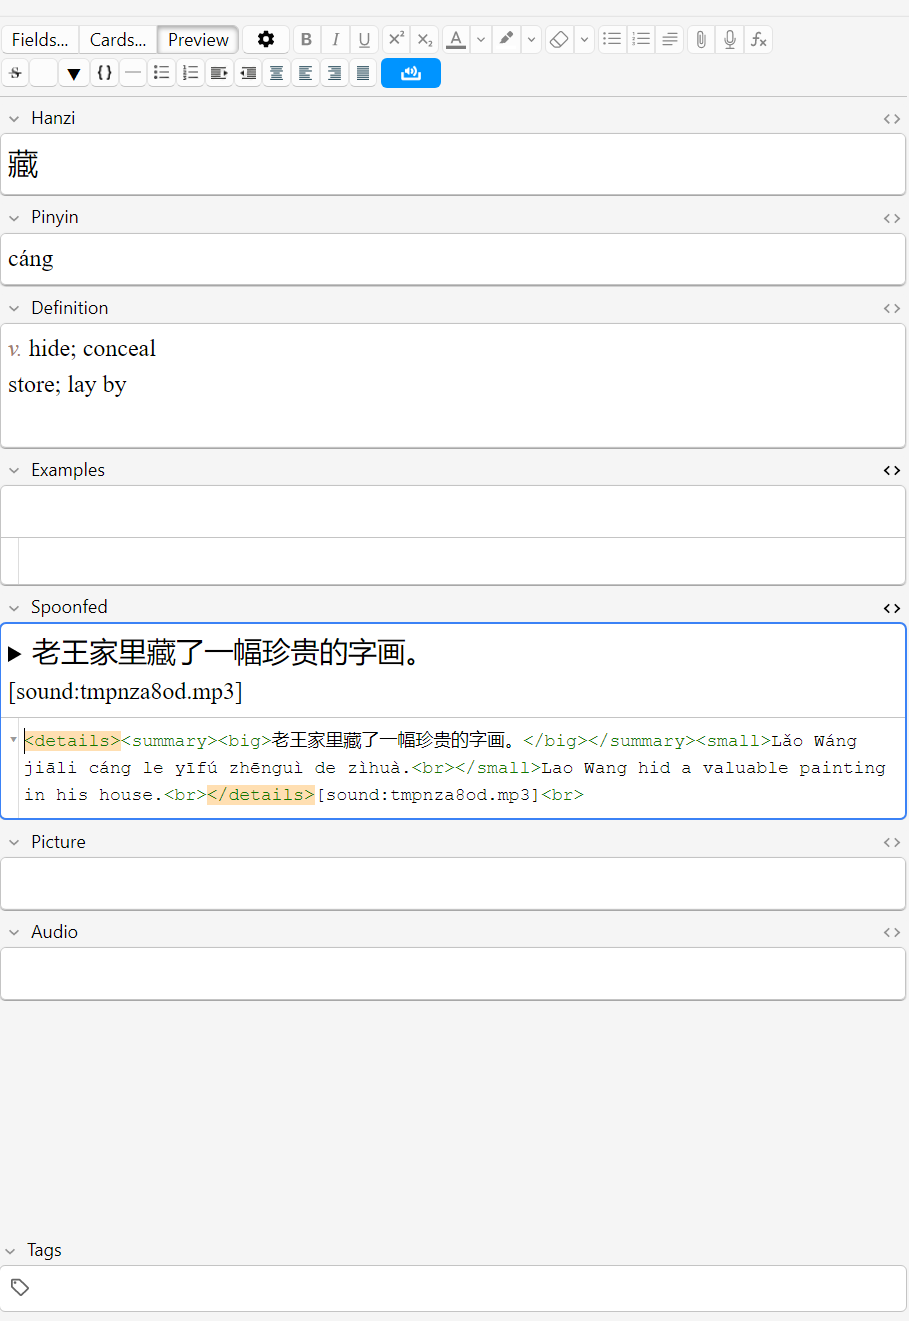 Fields...
Cards...
Preview
B I U x² x₂ A fx
S
{}
Hanzi
藏
Pinyin
cáng
Definition
v. hide; conceal
store; lay by
Examples
Spoonfed
老王家里藏了一幅珍贵的字画。
[sound:tmpnza8od.mp3]
<details><summary><big>老王家里藏了一幅珍贵的字画。</big></summary><small>Lǎo Wáng
jiāli cáng le yīfú zhēnguì de zìhuà.<br></small>Lao Wang hid a valuable painting
in his house.<br></details>[sound:tmpnza8od.mp3]<br>
Picture
Audio
Tags